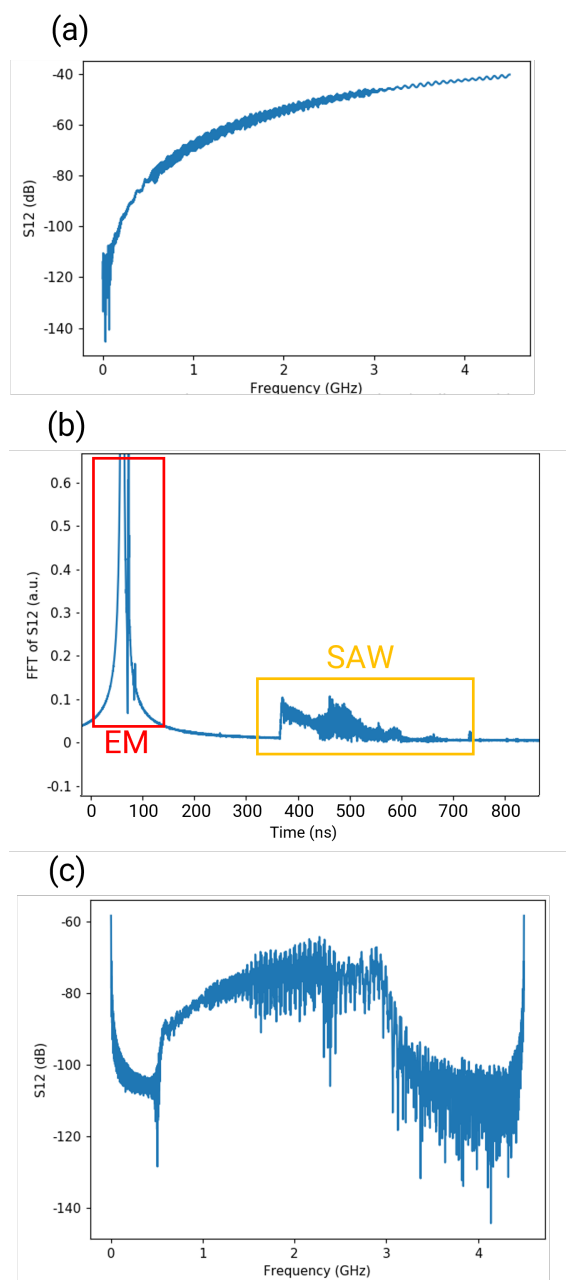 (a)
-40
-60
-80
-100
-120
-140
S12 (dB)
0 1 2 3 4
Frequency (GHz)
(b)
0.6
0.5
0.4
0.3
0.2
0.1
0
-0.1
FFT of S12 (a.u.)
SAW
EM
0 100 200 300 400 500 600 700 800
Time (ns)
(c)
-60
-80
-100
-120
-140
S12 (dB)
0 1 2 3 4
Frequency (GHz)